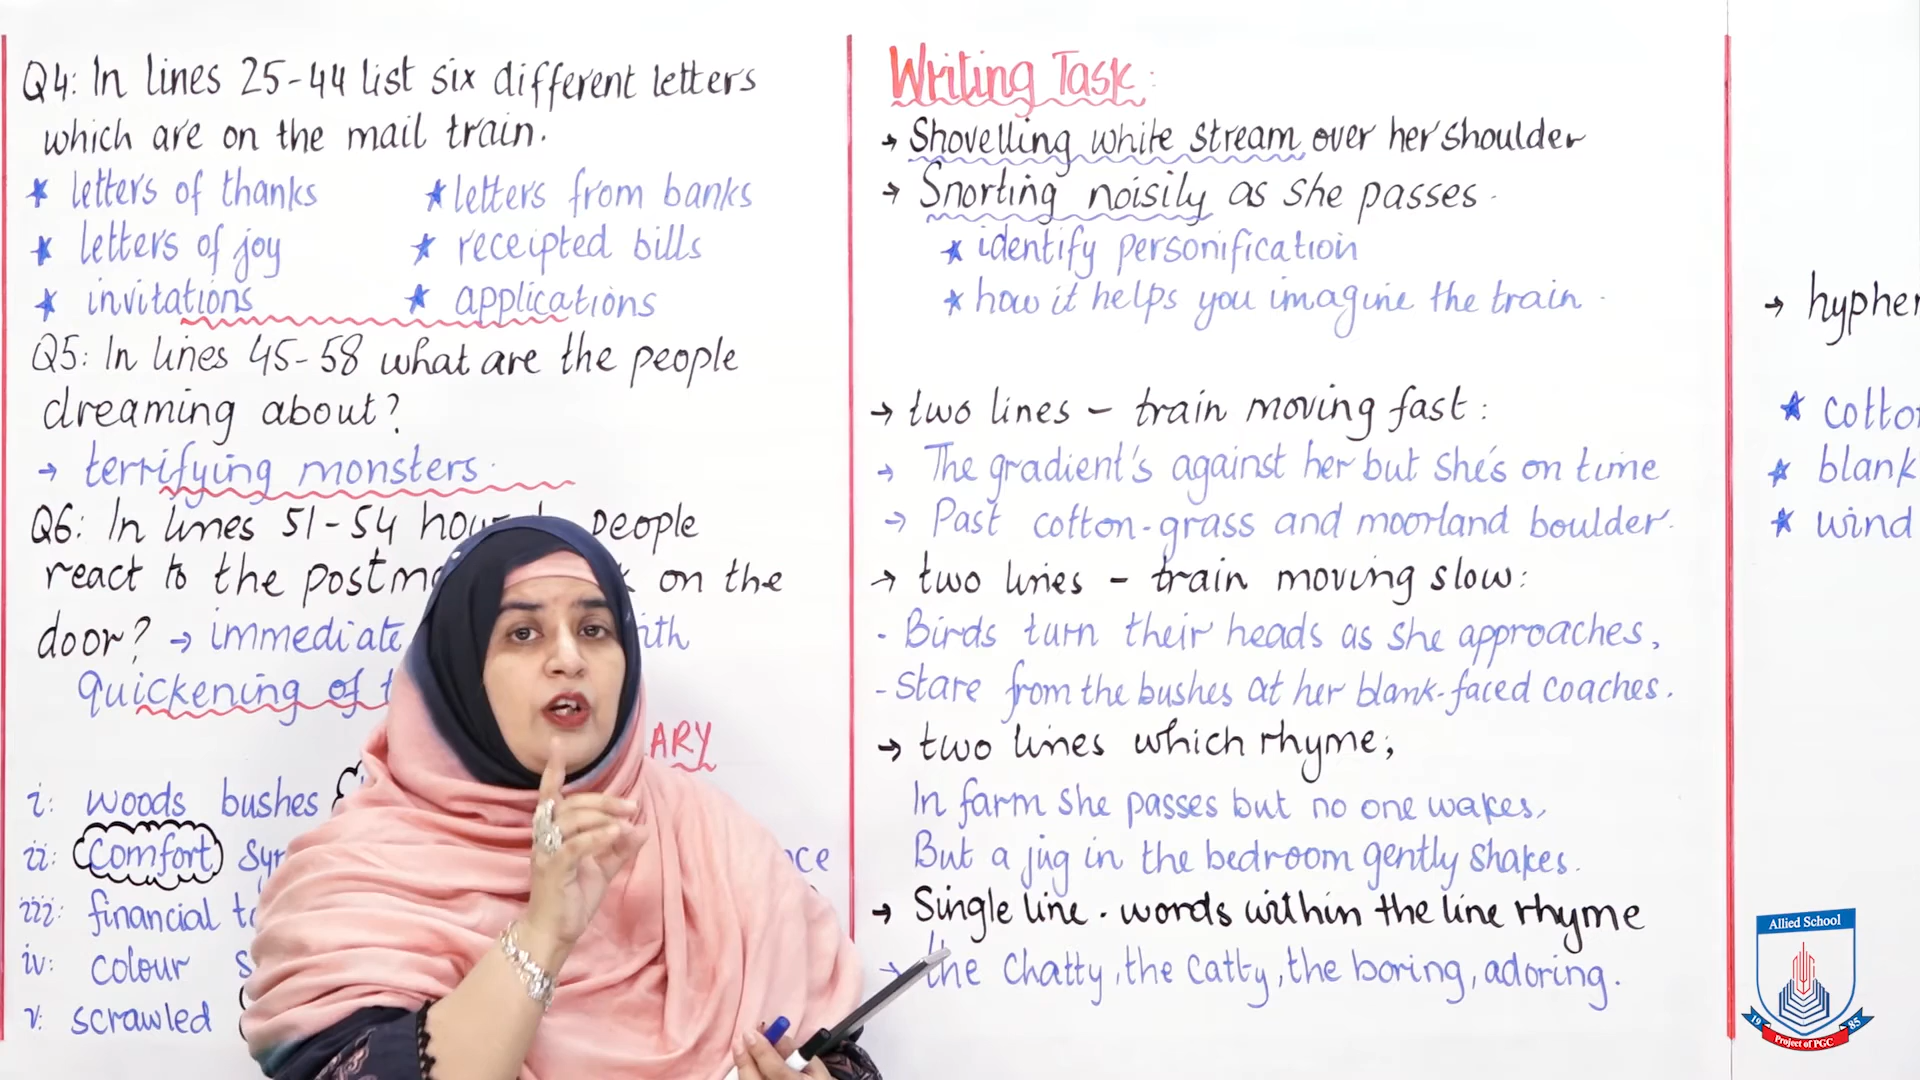 Q4: In lines 25-44 list six different letters
which are on the mail train.
★ letters of thanks ★ letters from banks
★ letters of joy ★ receipted bills
★ invitations ★ applications
Q5: In lines 45-58 what are the people
dreaming about?
→ terrifying monsters.
Q6: In lines 51-54 how people
react to the on the
door? → immediate
quickening of
ARY
i: woods bushes
ii: comfort
iii: financial
iv: colour
v: scrawled
Writing Task:
→ Shovelling white stream over her shoulder
→ Snorting noisily as she passes.
★ identify personification
★ how it helps you imagine the train.
→ two lines - train moving fast:
→ The gradient's against her but she's on time
→ Past cotton-grass and moorland boulder.
→ two lines - train moving slow:
- Birds turn their heads as she approaches,
- Stare from the bushes at her blank-faced coaches.
→ two lines which rhyme;
In farm she passes but no one wakes,
But a jug in the bedroom gently shakes.
→ Single line. words within the line rhyme
→ the Chatty, the catty, the boring, adoring.
→ hyphe
★ cotto
★ blank
★ wind
Allied School
19 85
Project of PGC